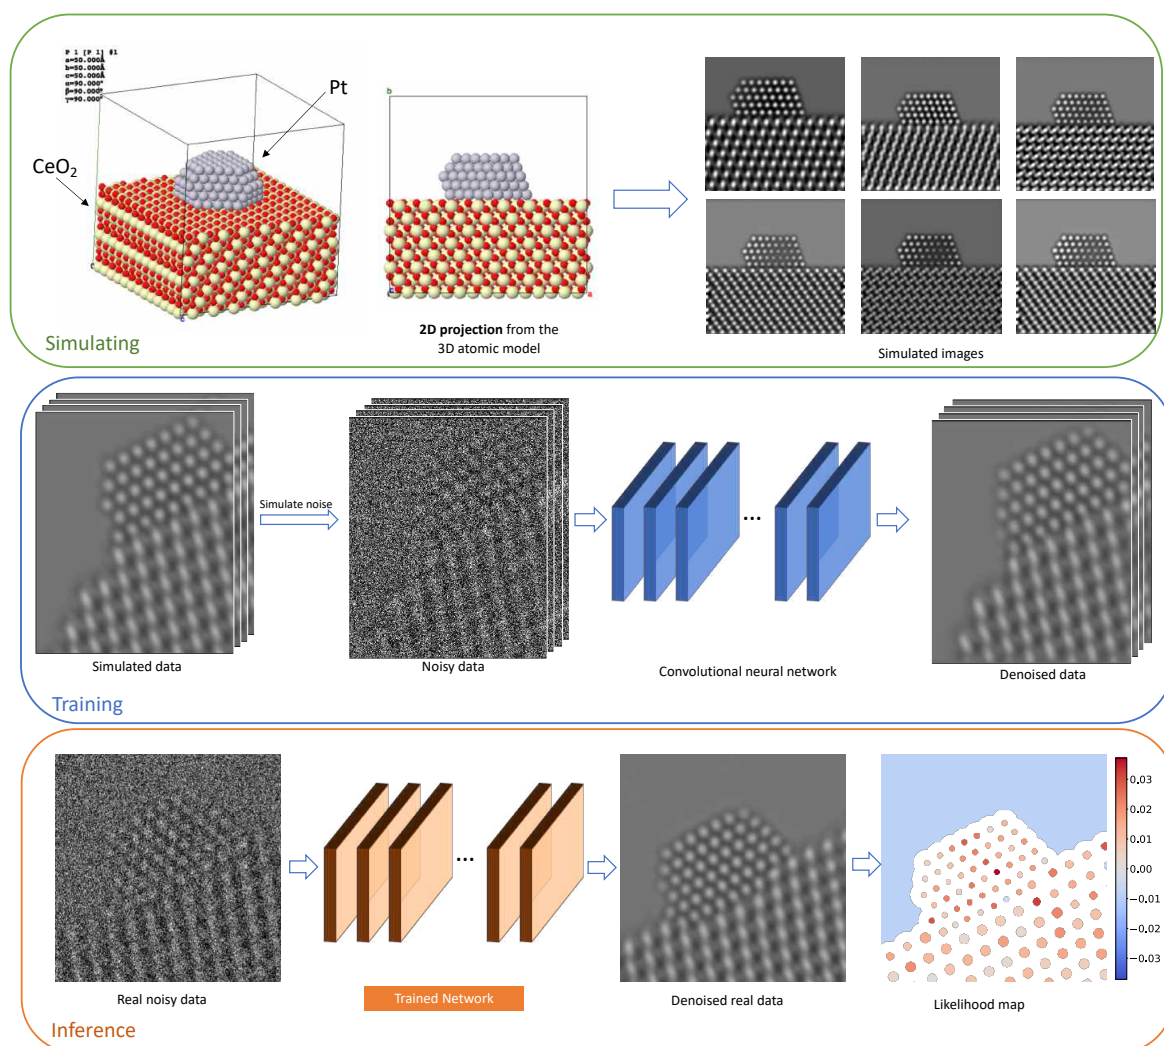 P 1 [P 1] #1
a=50.000Å
b=50.000Å
c=50.000Å
α=90.000°
β=90.000°
γ=90.000°
Pt
CeO₂
b
a
c
2D projection from the
3D atomic model
Simulated images
Simulating
Simulate noise
...
Simulated data
Noisy data
Convolutional neural network
Denoised data
Training
0.03
0.02
0.01
0.00
−0.01
−0.02
−0.03
...
Real noisy data
Trained Network
Denoised real data
Likelihood map
Inference